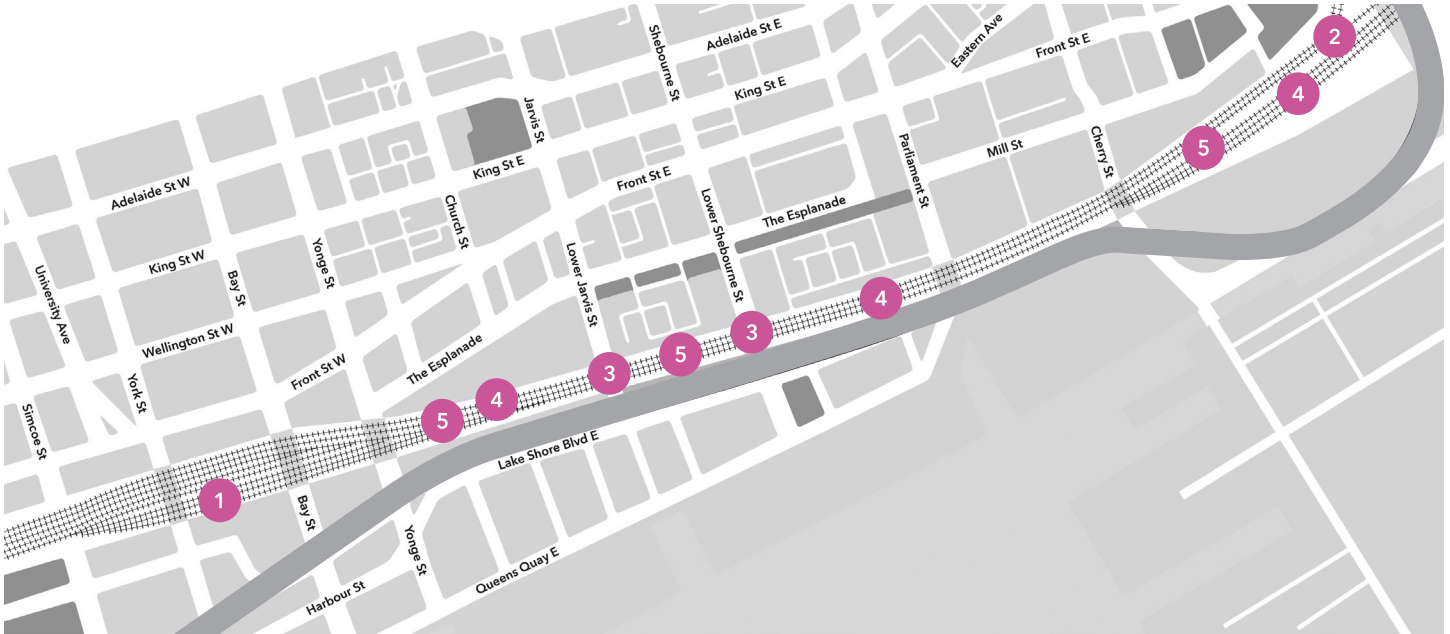 Shebourne St
Adelaide St E
Eastern Ave
Front St E
2
4
King St E
Jarvis St
5
Mill St
Cherry St
Parliament St
King St E
Front St E
Adelaide St W
Church St
Lower Shebourne St
The Esplanade
King St W
Yonge St
University Ave
Bay St
Lower Jarvis St
4
3
5
3
Wellington St W
Front St W
The Esplanade
York St
Simcoe St
4
5
Lake Shore Blvd E
1
Bay St
Yonge St
Queens Quay E
Harbour St